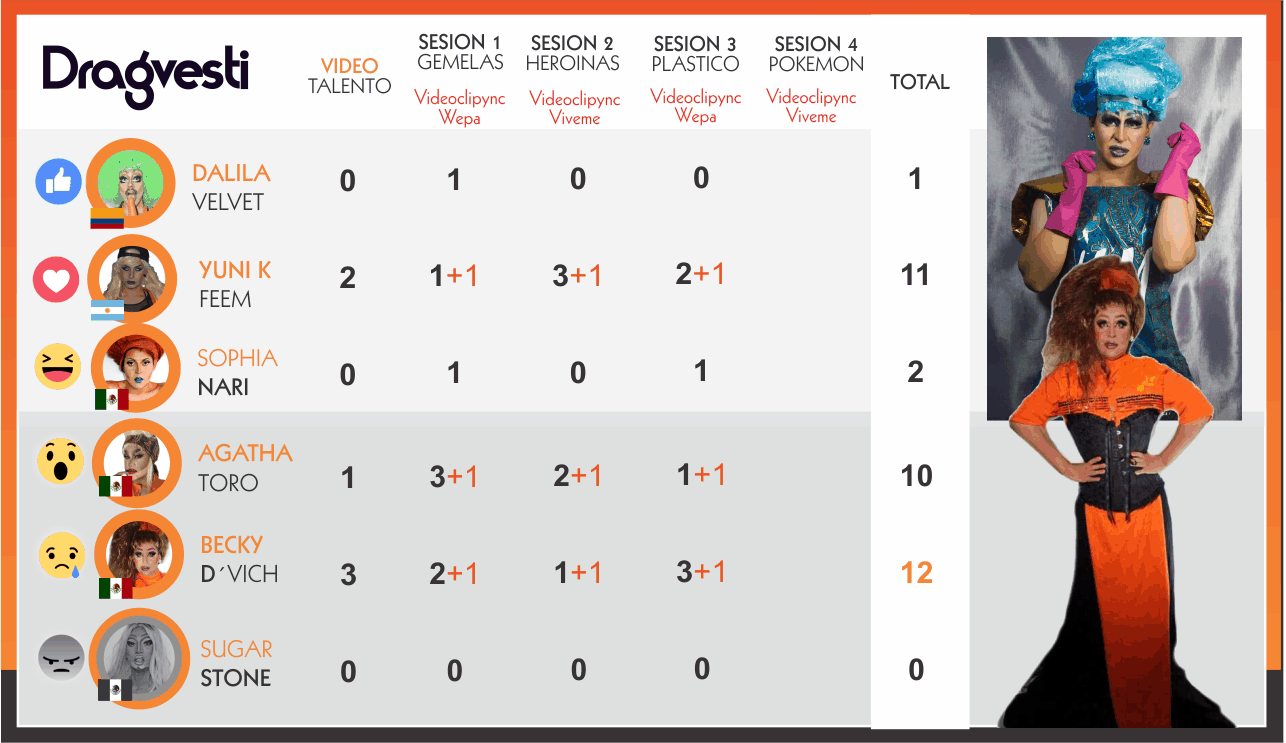 Dragvesti
VIDEO
TALENTO
SESION 1
GEMELAS
Videoclipync
Wepa
SESION 2
HEROINAS
Videoclipync
Viveme
SESION 3
PLASTICO
Videoclipync
Wepa
SESION 4
POKEMON
Videoclipync
Viveme
TOTAL
DALILA
VELVET
0 1 0 0 1
YUNI K
FEEM
2 1+1 3+1 2+1 11
SOPHIA
NARI
0 1 0 1 2
AGATHA
TORO
1 3+1 2+1 1+1 10
BECKY
D´VICH
3 2+1 1+1 3+1 12
SUGAR
STONE
0 0 0 0 0